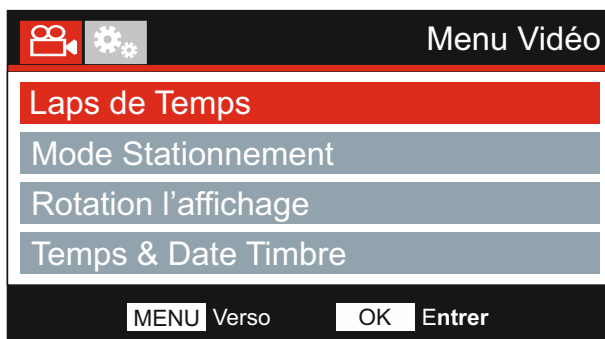 Menu Vidéo
Laps de Temps
Mode Stationnement
Rotation l’affichage
Temps & Date Timbre
MENU Verso OK Entrer